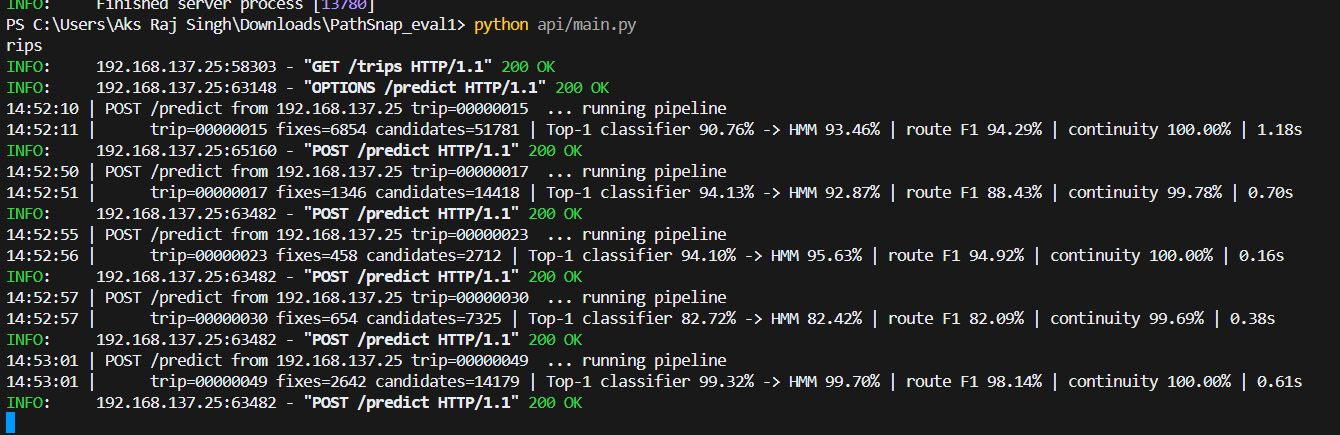 INFO:     Finished server process [13780]
PS C:\Users\Aks Raj Singh\Downloads\PathSnap_eval1> python api/main.py
rips
INFO:     192.168.137.25:58303 - "GET /trips HTTP/1.1" 200 OK
INFO:     192.168.137.25:63148 - "OPTIONS /predict HTTP/1.1" 200 OK
14:52:10 | POST /predict from 192.168.137.25 trip=00000015  ... running pipeline
14:52:11 |     trip=00000015 fixes=6854 candidates=51781 | Top-1 classifier 90.76% -> HMM 93.46% | route F1 94.29% | continuity 100.00% | 1.18s
INFO:     192.168.137.25:65160 - "POST /predict HTTP/1.1" 200 OK
14:52:50 | POST /predict from 192.168.137.25 trip=00000017  ... running pipeline
14:52:51 |     trip=00000017 fixes=1346 candidates=14418 | Top-1 classifier 94.13% -> HMM 92.87% | route F1 88.43% | continuity 99.78% | 0.70s
INFO:     192.168.137.25:63482 - "POST /predict HTTP/1.1" 200 OK
14:52:55 | POST /predict from 192.168.137.25 trip=00000023  ... running pipeline
14:52:56 |     trip=00000023 fixes=458 candidates=2712 | Top-1 classifier 94.10% -> HMM 95.63% | route F1 94.92% | continuity 100.00% | 0.16s
INFO:     192.168.137.25:63482 - "POST /predict HTTP/1.1" 200 OK
14:52:57 | POST /predict from 192.168.137.25 trip=00000030  ... running pipeline
14:52:57 |     trip=00000030 fixes=654 candidates=7325 | Top-1 classifier 82.72% -> HMM 82.42% | route F1 82.09% | continuity 99.69% | 0.38s
INFO:     192.168.137.25:63482 - "POST /predict HTTP/1.1" 200 OK
14:53:01 | POST /predict from 192.168.137.25 trip=00000049  ... running pipeline
14:53:01 |     trip=00000049 fixes=2642 candidates=14179 | Top-1 classifier 99.32% -> HMM 99.70% | route F1 98.14% | continuity 100.00% | 0.61s
INFO:     192.168.137.25:63482 - "POST /predict HTTP/1.1" 200 OK